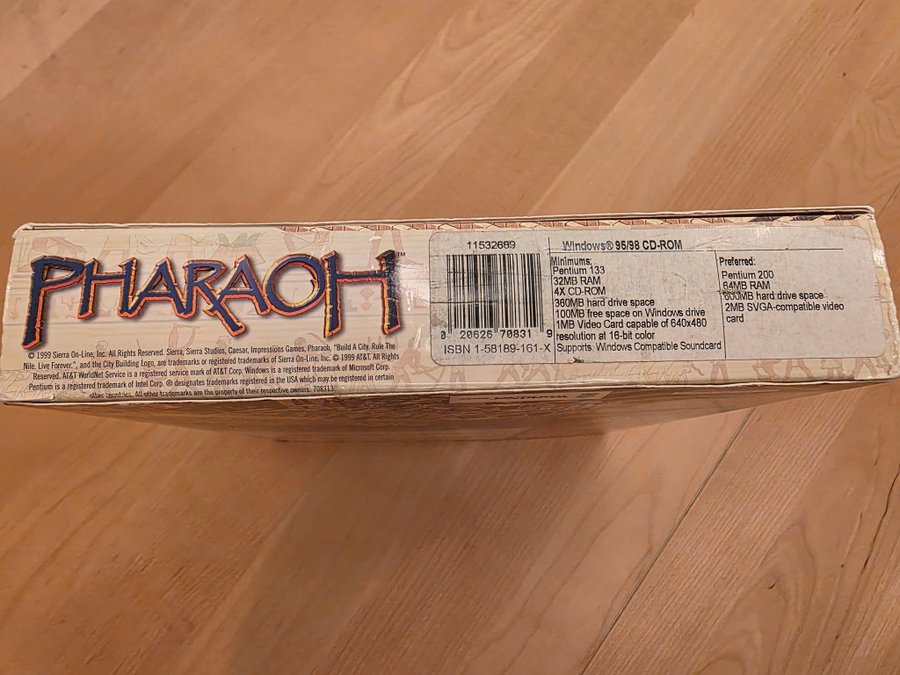 PHARAOH™
© 1999 Sierra On-Line, Inc. All Rights Reserved. Sierra, Sierra Studios, Caesar, Impressions Games, Pharaoh, "Build A City. Rule The
Nile. Live Forever.", and the City Building Logo, are trademarks or registered trademarks of Sierra On-Line, Inc. © 1999 AT&T. All Rights
Reserved. AT&T WorldNet Service is a registered service mark of AT&T Corp. Windows is a registered trademark of Microsoft Corp.
Pentium is a registered trademark of Intel Corp. ® designates trademarks registered in the USA which may be registered in certain
other countries. All other trademarks are the property of their respective owners.
11532689
0 20626 70831 9
ISBN 1-58189-161-X
Windows® 95/98 CD-ROM
Minimums:
Pentium 133
32MB RAM
4X CD-ROM
360MB hard drive space
100MB free space on Windows drive
1MB Video Card capable of 640x480
resolution at 16-bit color
Supports: Windows Compatible Soundcard
Preferred:
Pentium 200
64MB RAM
hard drive space
2MB SVGA-compatible video
card